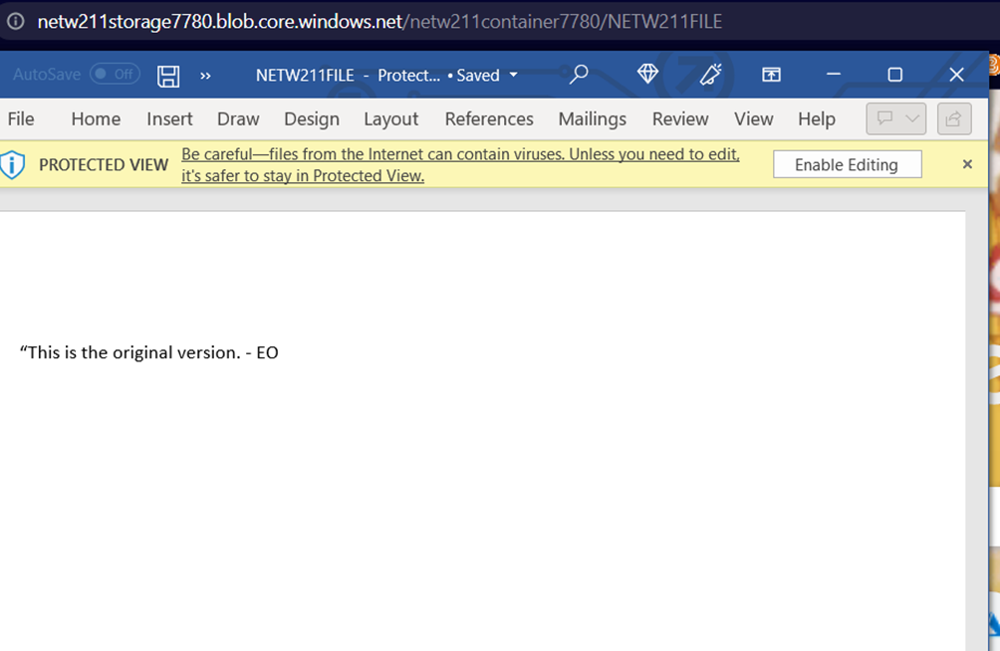 netw211storage7780.blob.core.windows.net/netw211container7780/NETW211FILE
AutoSave Off » NETW211FILE - Protect... • Saved
File Home Insert Draw Design Layout References Mailings Review View Help
PROTECTED VIEW Be careful—files from the Internet can contain viruses. Unless you need to edit, it's safer to stay in Protected View. Enable Editing
“This is the original version. - EO